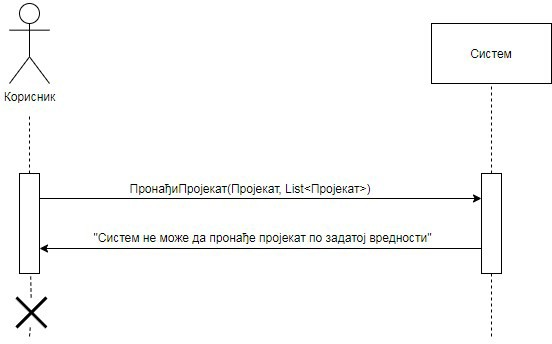 Корисник
Систем
ПронађиПројекат(Пројекат, List<Пројекат>)
"Систем не може да пронађе пројекат по задатој вредности"